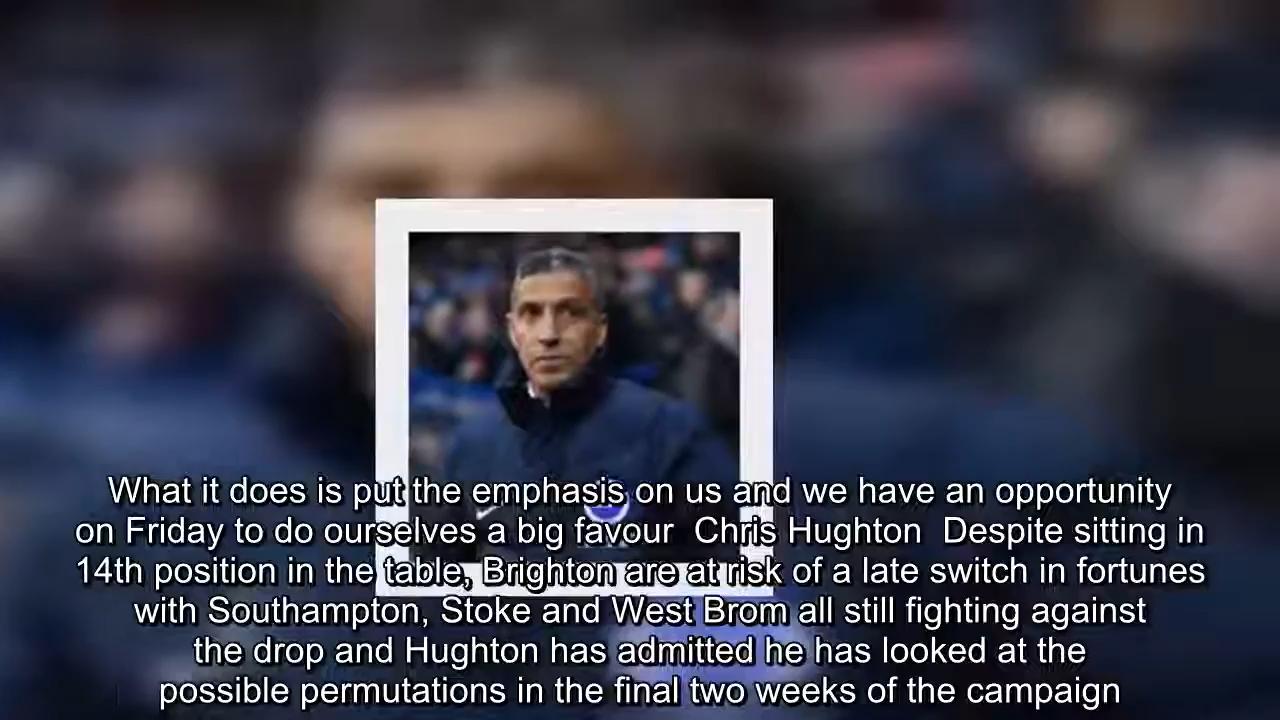 What it does is put the emphasis on us and we have an opportunity
on Friday to do ourselves a big favour  Chris Hughton  Despite sitting in
14th position in the table, Brighton are at risk of a late switch in fortunes
with Southampton, Stoke and West Brom all still fighting against
the drop and Hughton has admitted he has looked at the
possible permutations in the final two weeks of the campaign